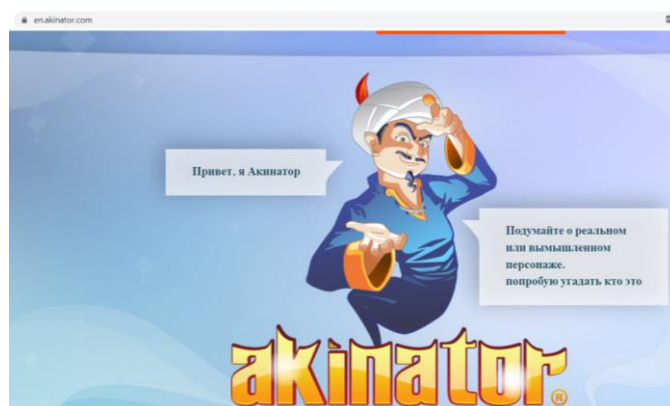 en.akinator.com
Привет, я Акинатор
Подумайте о реальном
или вымышленном
персонаже.
попробую угадать кто это
akinator®